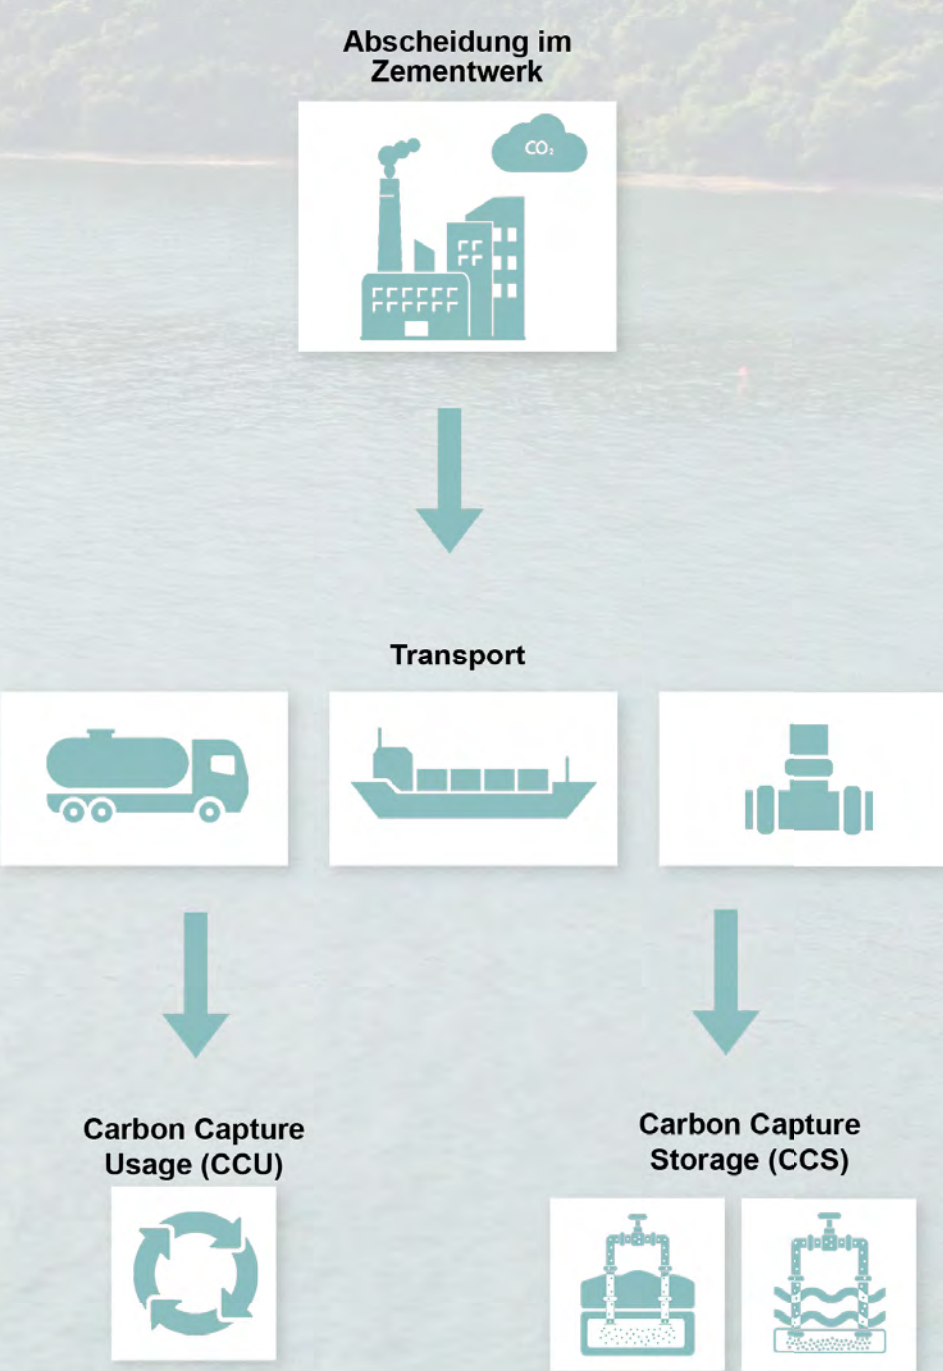 Abscheidung im
Zementwerk
CO₂
Transport
Carbon Capture
Usage (CCU)
Carbon Capture
Storage (CCS)